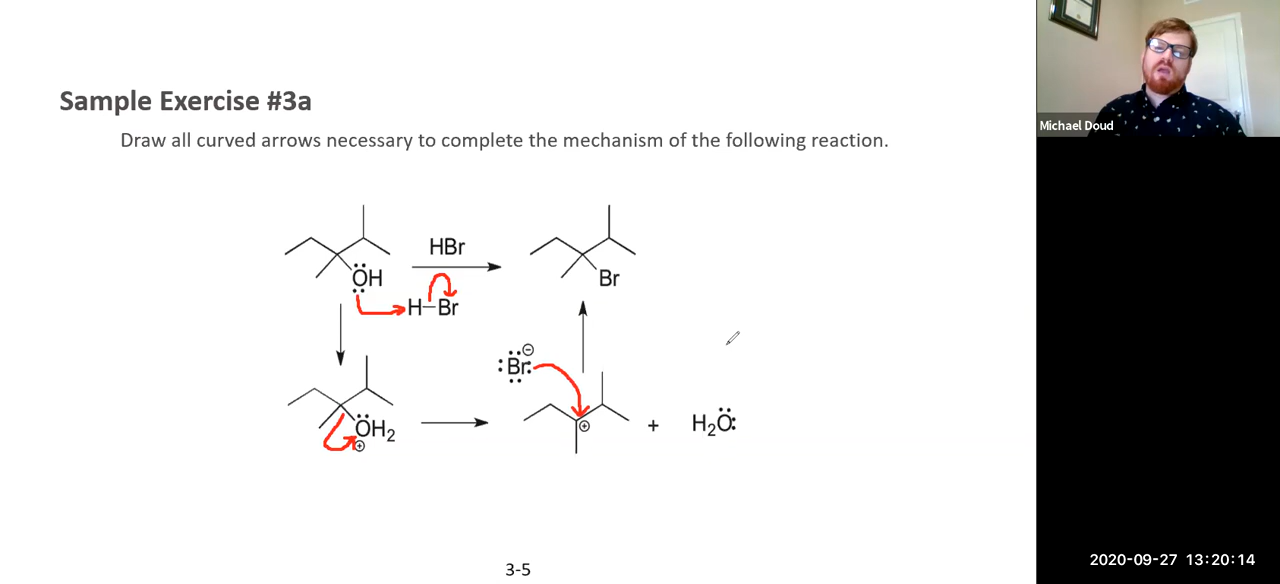 Sample Exercise #3a
Draw all curved arrows necessary to complete the mechanism of the following reaction.
HBr
ÖH
H–Br
Br
:Br:
⊖
ÖH₂
⊕
⊕
+
H₂Ö:
3-5
Michael Doud
2020-09-27 13:20:14